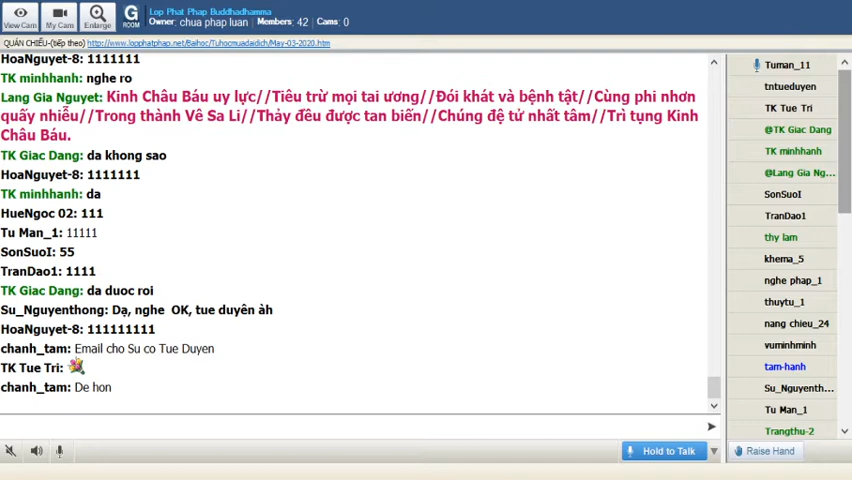 Lop Phat Phap Buddhadhamma
Owner: chua phap luan Members: 42 Cams: 0
View Cam
My Cam
Enlarge
G
ROOM
QUÁN CHIẾU-(tiếp theo) http://www.lopphatphap.net/Baihoc/Tuhocmuadaidich/May-03-2020.htm
HoaNguyet-8: 1111111
TK minhhanh: nghe ro
Lang Gia Nguyet: Kinh Châu Báu uy lực//Tiêu trừ mọi tai ương//Đói khát và bệnh tật//Cùng phi nhơn
quấy nhiễu//Trong thành Vê Sa Li//Thảy đều được tan biến//Chúng đệ tử nhất tâm//Trì tụng Kinh
Châu Báu.
TK Giac Dang: da khong sao
HoaNguyet-8: 1111111
TK minhhanh: da
HueNgoc 02: 111
Tu Man_1: 11111
SonSuoI: 55
TranDao1: 1111
TK Giac Dang: da duoc roi
Su_Nguyenthong: Dạ, nghe OK, tue duyên àh
HoaNguyet-8: 111111111
chanh_tam: Email cho Su co Tue Duyen
TK Tue Tri:
chanh_tam: De hon
Hold to Talk
Tuman_11
tntueduyen
TK Tue Tri
@TK Giac Dang
TK minhhanh
@Lang Gia Ng...
SonSuoI
TranDao1
thy lam
khema_5
nghe phap_1
thuytu_1
nang chieu_24
vuminhminh
tam-hanh
Su_Nguyenth...
Tu Man_1
Trangthu-2
Raise Hand